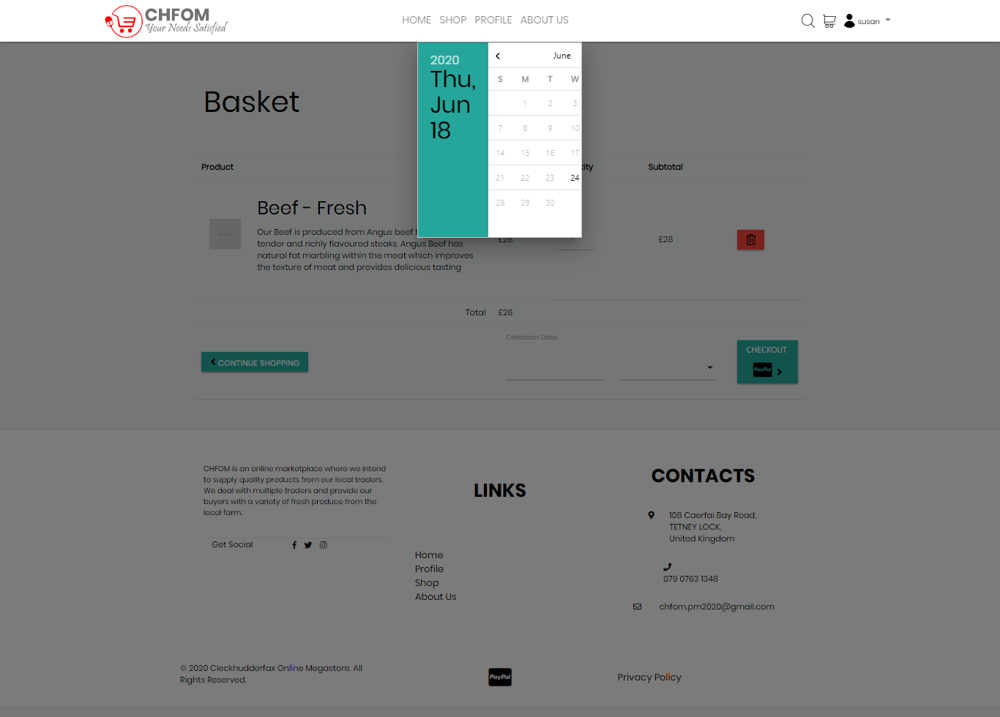 CHFOM
Your Needs Satisfied
HOME SHOP PROFILE ABOUT US
susan
2020
Thu,
Jun
18
June
S M T W
1 2 3
7 8 9 10
14 15 16 17
21 22 23 24
28 29 30
Basket
Product
Subtotal
Beef - Fresh
Our Beef is produced from Angus beef
tender and richly flavoured steaks. Angus Beef has
natural fat marbling within the meat which improves
the texture of meat and provides delicious tasting
£28
£28
Total £28
Collection Date:
CONTINUE SHOPPING
CHECKOUT
PayPal
CHFOM is an online marketplace where we intend
to supply quality products from our local traders.
We deal with multiple traders and provide our
buyers with a variety of fresh produce from the
local farm.
Get Social
LINKS
Home
Profile
Shop
About Us
CONTACTS
108 Caerfai Bay Road,
TETNEY LOCK,
United Kingdom
079 0763 1348
chfom.pm2020@gmail.com
© 2020 Cleckhudderfax Online Megastore. All
Rights Reserved.
PayPal
Privacy Policy